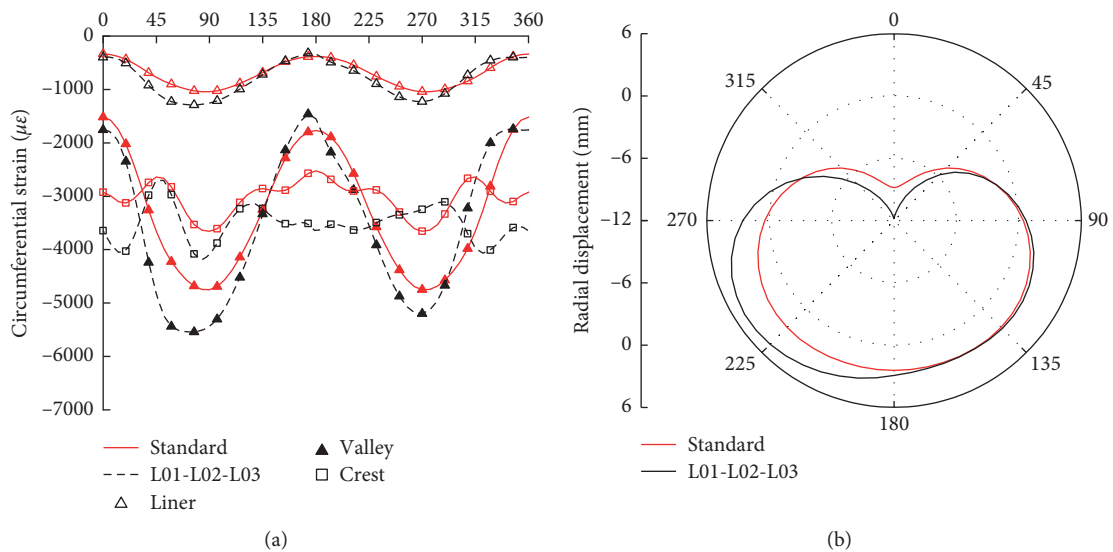 0 45 90 135 180 225 270 315 360
0
–1000
–2000
–3000
–4000
–5000
–6000
–7000
Circumferential strain (με)
Standard
L01-L02-L03
Liner
Valley
Crest
(a)
6
0
–6
–12
–6
0
6
Radial displacement (mm)
0
45
90
135
180
225
270
315
Standard
L01-L02-L03
(b)